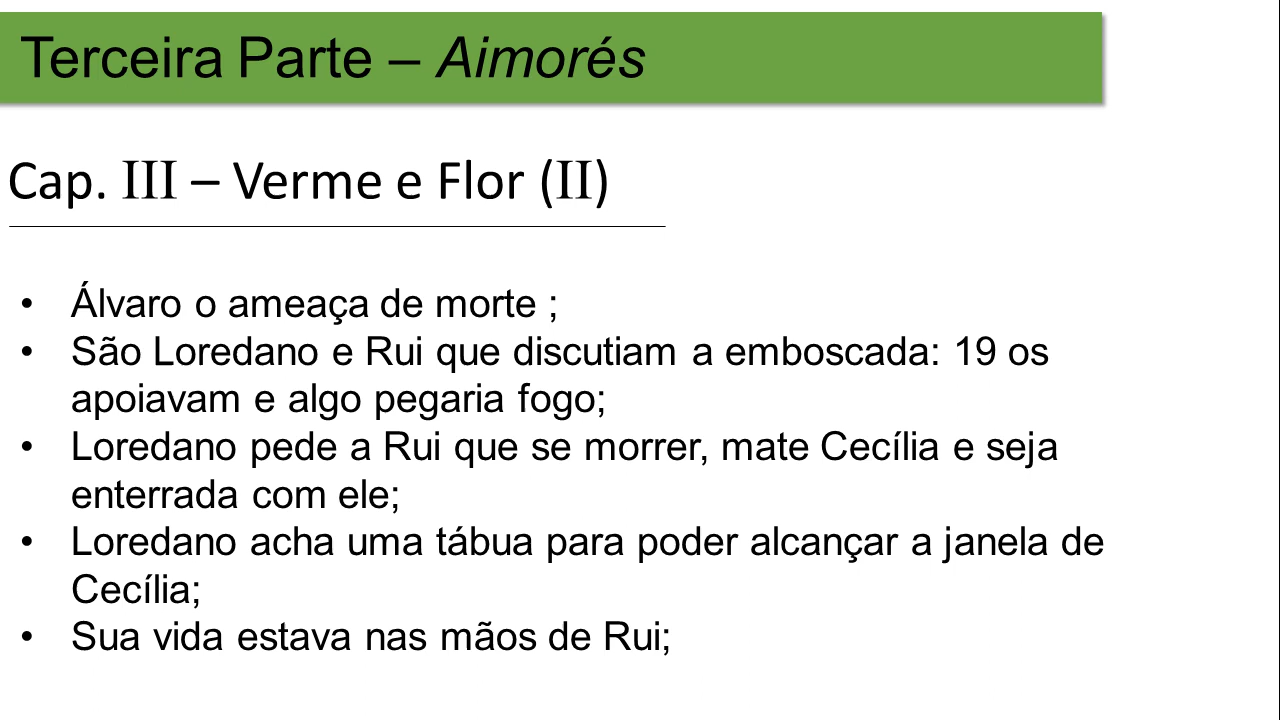 Terceira Parte – Aimorés
Cap. III – Verme e Flor (II)
• Álvaro o ameaça de morte ;
• São Loredano e Rui que discutiam a emboscada: 19 os
apoiavam e algo pegaria fogo;
• Loredano pede a Rui que se morrer, mate Cecília e seja
enterrada com ele;
• Loredano acha uma tábua para poder alcançar a janela de
Cecília;
• Sua vida estava nas mãos de Rui;